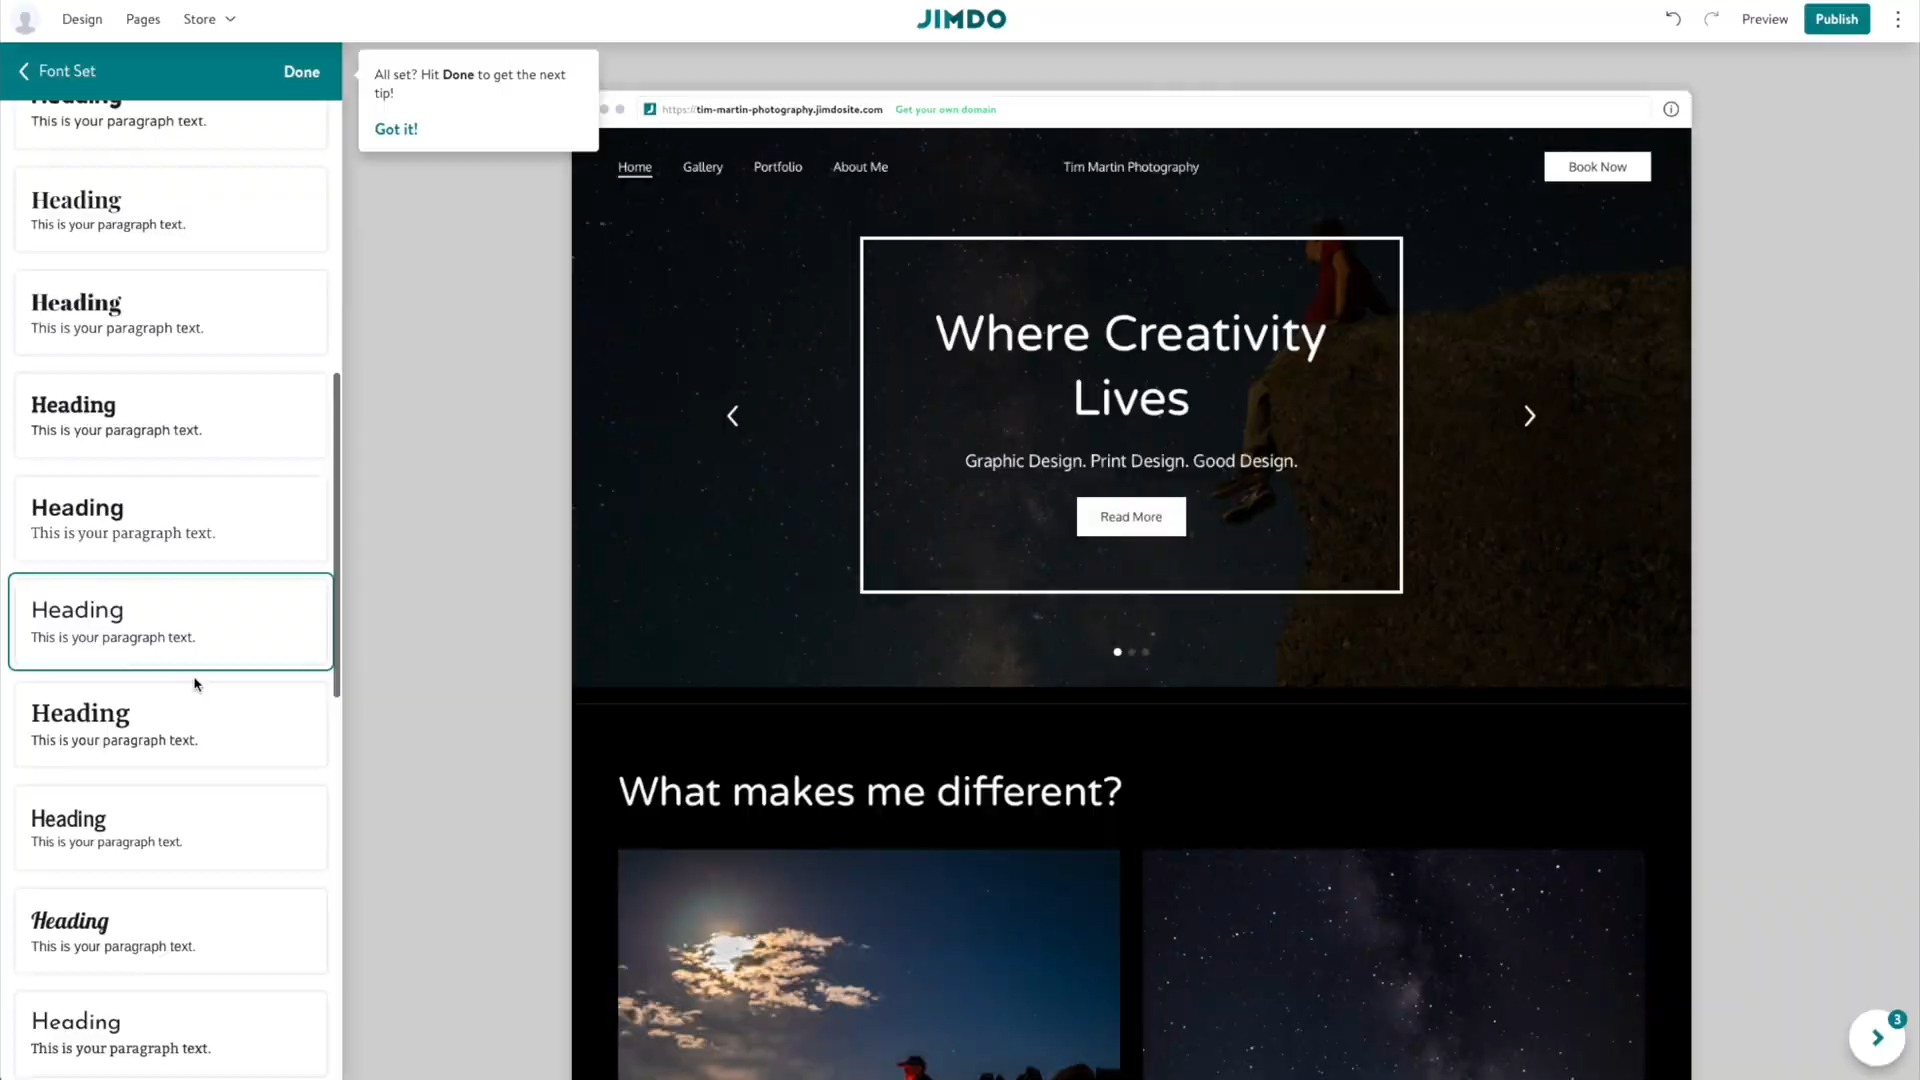 Design
Pages
Store
JIMDO
Preview
Publish
Font Set
Done
All set? Hit Done to get the next
tip!
Got it!
Heading
This is your paragraph text.
Heading
This is your paragraph text.
Heading
This is your paragraph text.
Heading
This is your paragraph text.
Heading
This is your paragraph text.
Heading
This is your paragraph text.
Heading
This is your paragraph text.
Heading
This is your paragraph text.
Heading
This is your paragraph text.
Heading
This is your paragraph text.
https://tim-martin-photography.jimdosite.com
Get your own domain
Home
Gallery
Portfolio
About Me
Tim Martin Photography
Book Now
Where Creativity
Lives
Graphic Design. Print Design. Good Design.
Read More
What makes me different?
3